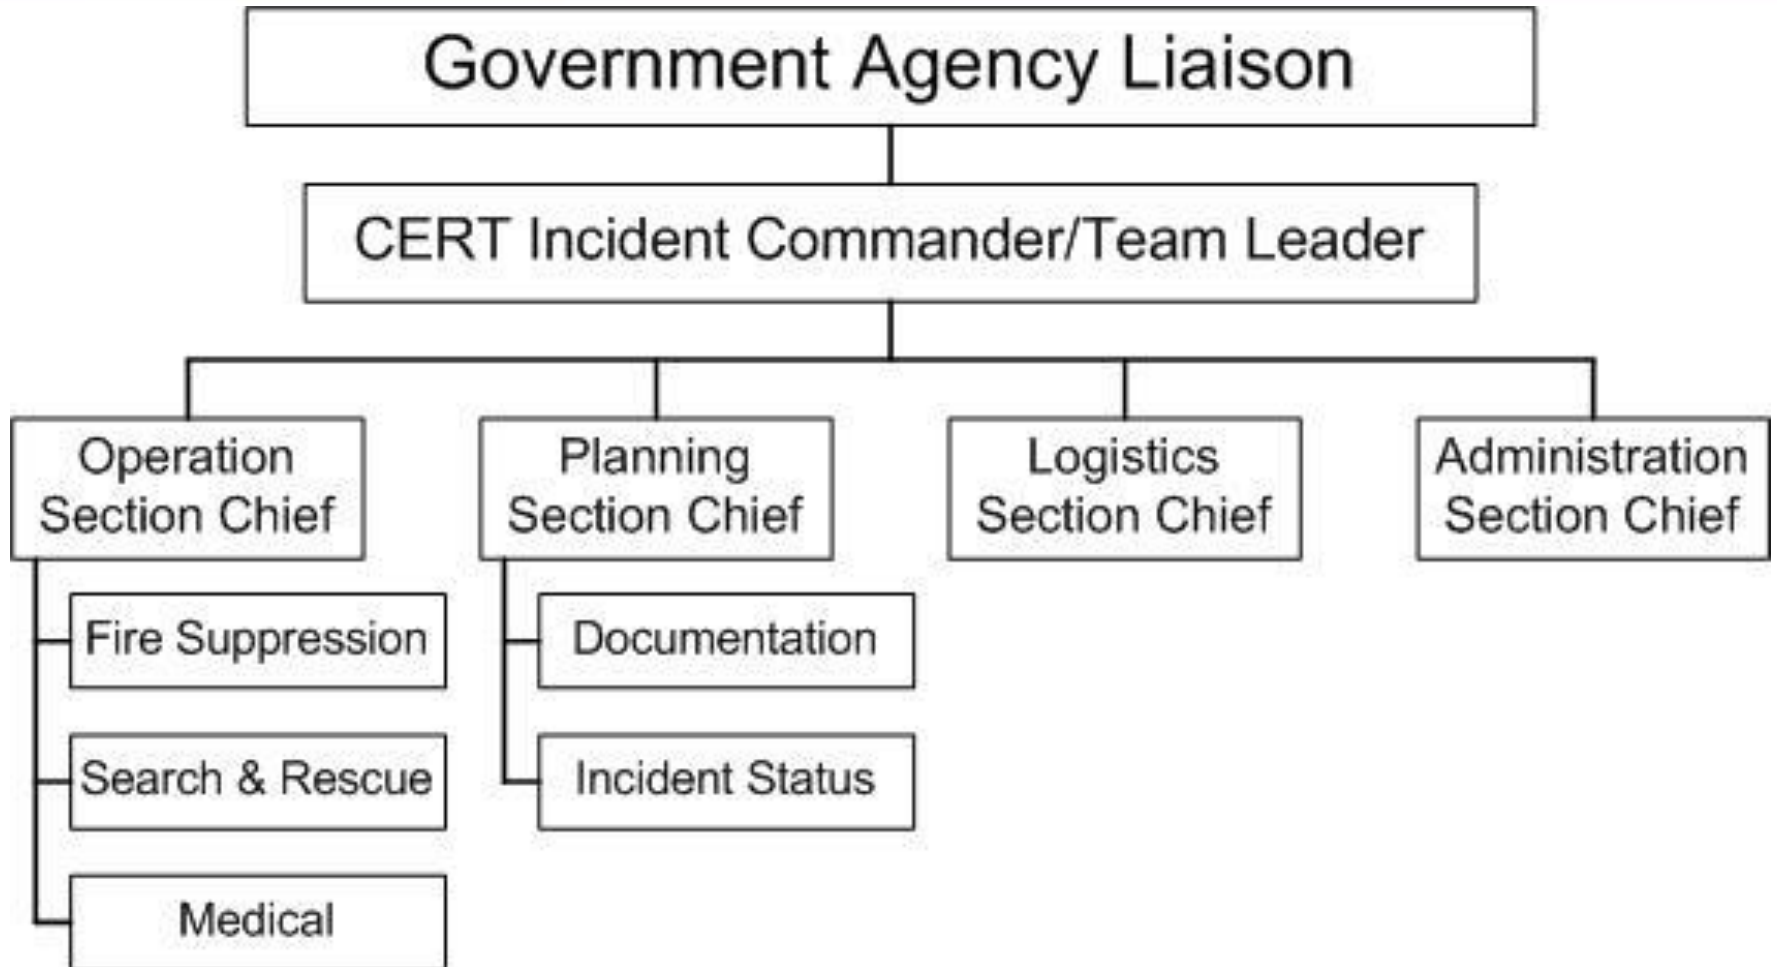 Government Agency Liaison
CERT Incident Commander/Team Leader
Operation
Section Chief
Planning
Section Chief
Logistics
Section Chief
Administration
Section Chief
Fire Suppression
Search & Rescue
Medical
Documentation
Incident Status